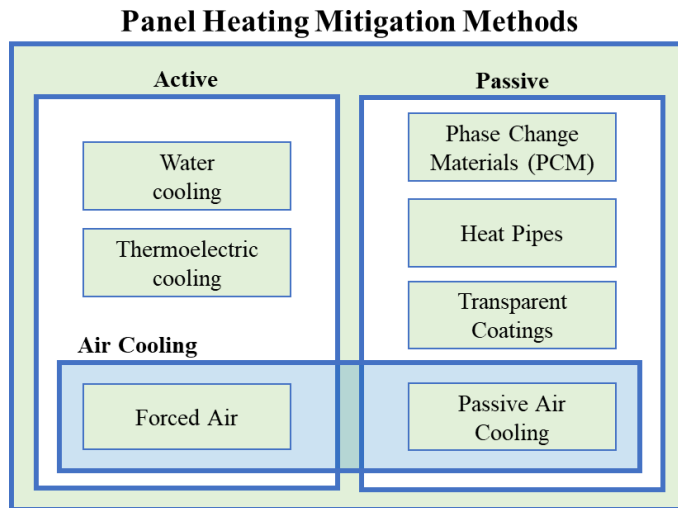 Panel Heating Mitigation Methods
Active
Water
cooling
Thermoelectric
cooling
Air Cooling
Forced Air
Passive
Phase Change
Materials (PCM)
Heat Pipes
Transparent
Coatings
Passive Air
Cooling